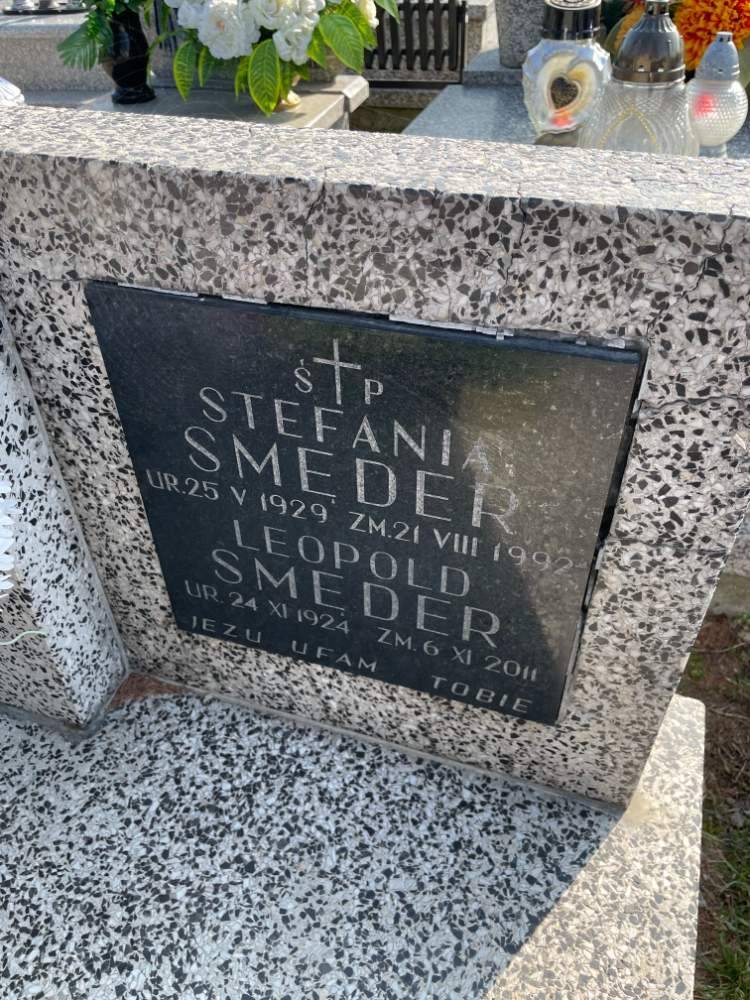 Ś P
STEFANIA
SMEDER
UR.25 V 1929 ZM.21 VIII 1992
LEOPOLD
SMEDER
UR. 24 XI 1924 ZM.6 XI 2011
JEZU UFAM TOBIE